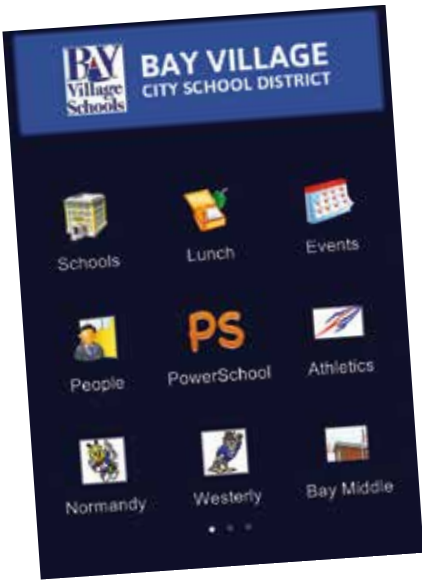 BAY
Village
Schools
BAY VILLAGE
CITY SCHOOL DISTRICT
Schools
Lunch
Events
People
PS
PowerSchool
Athletics
Normandy
Westerly
Bay Middle